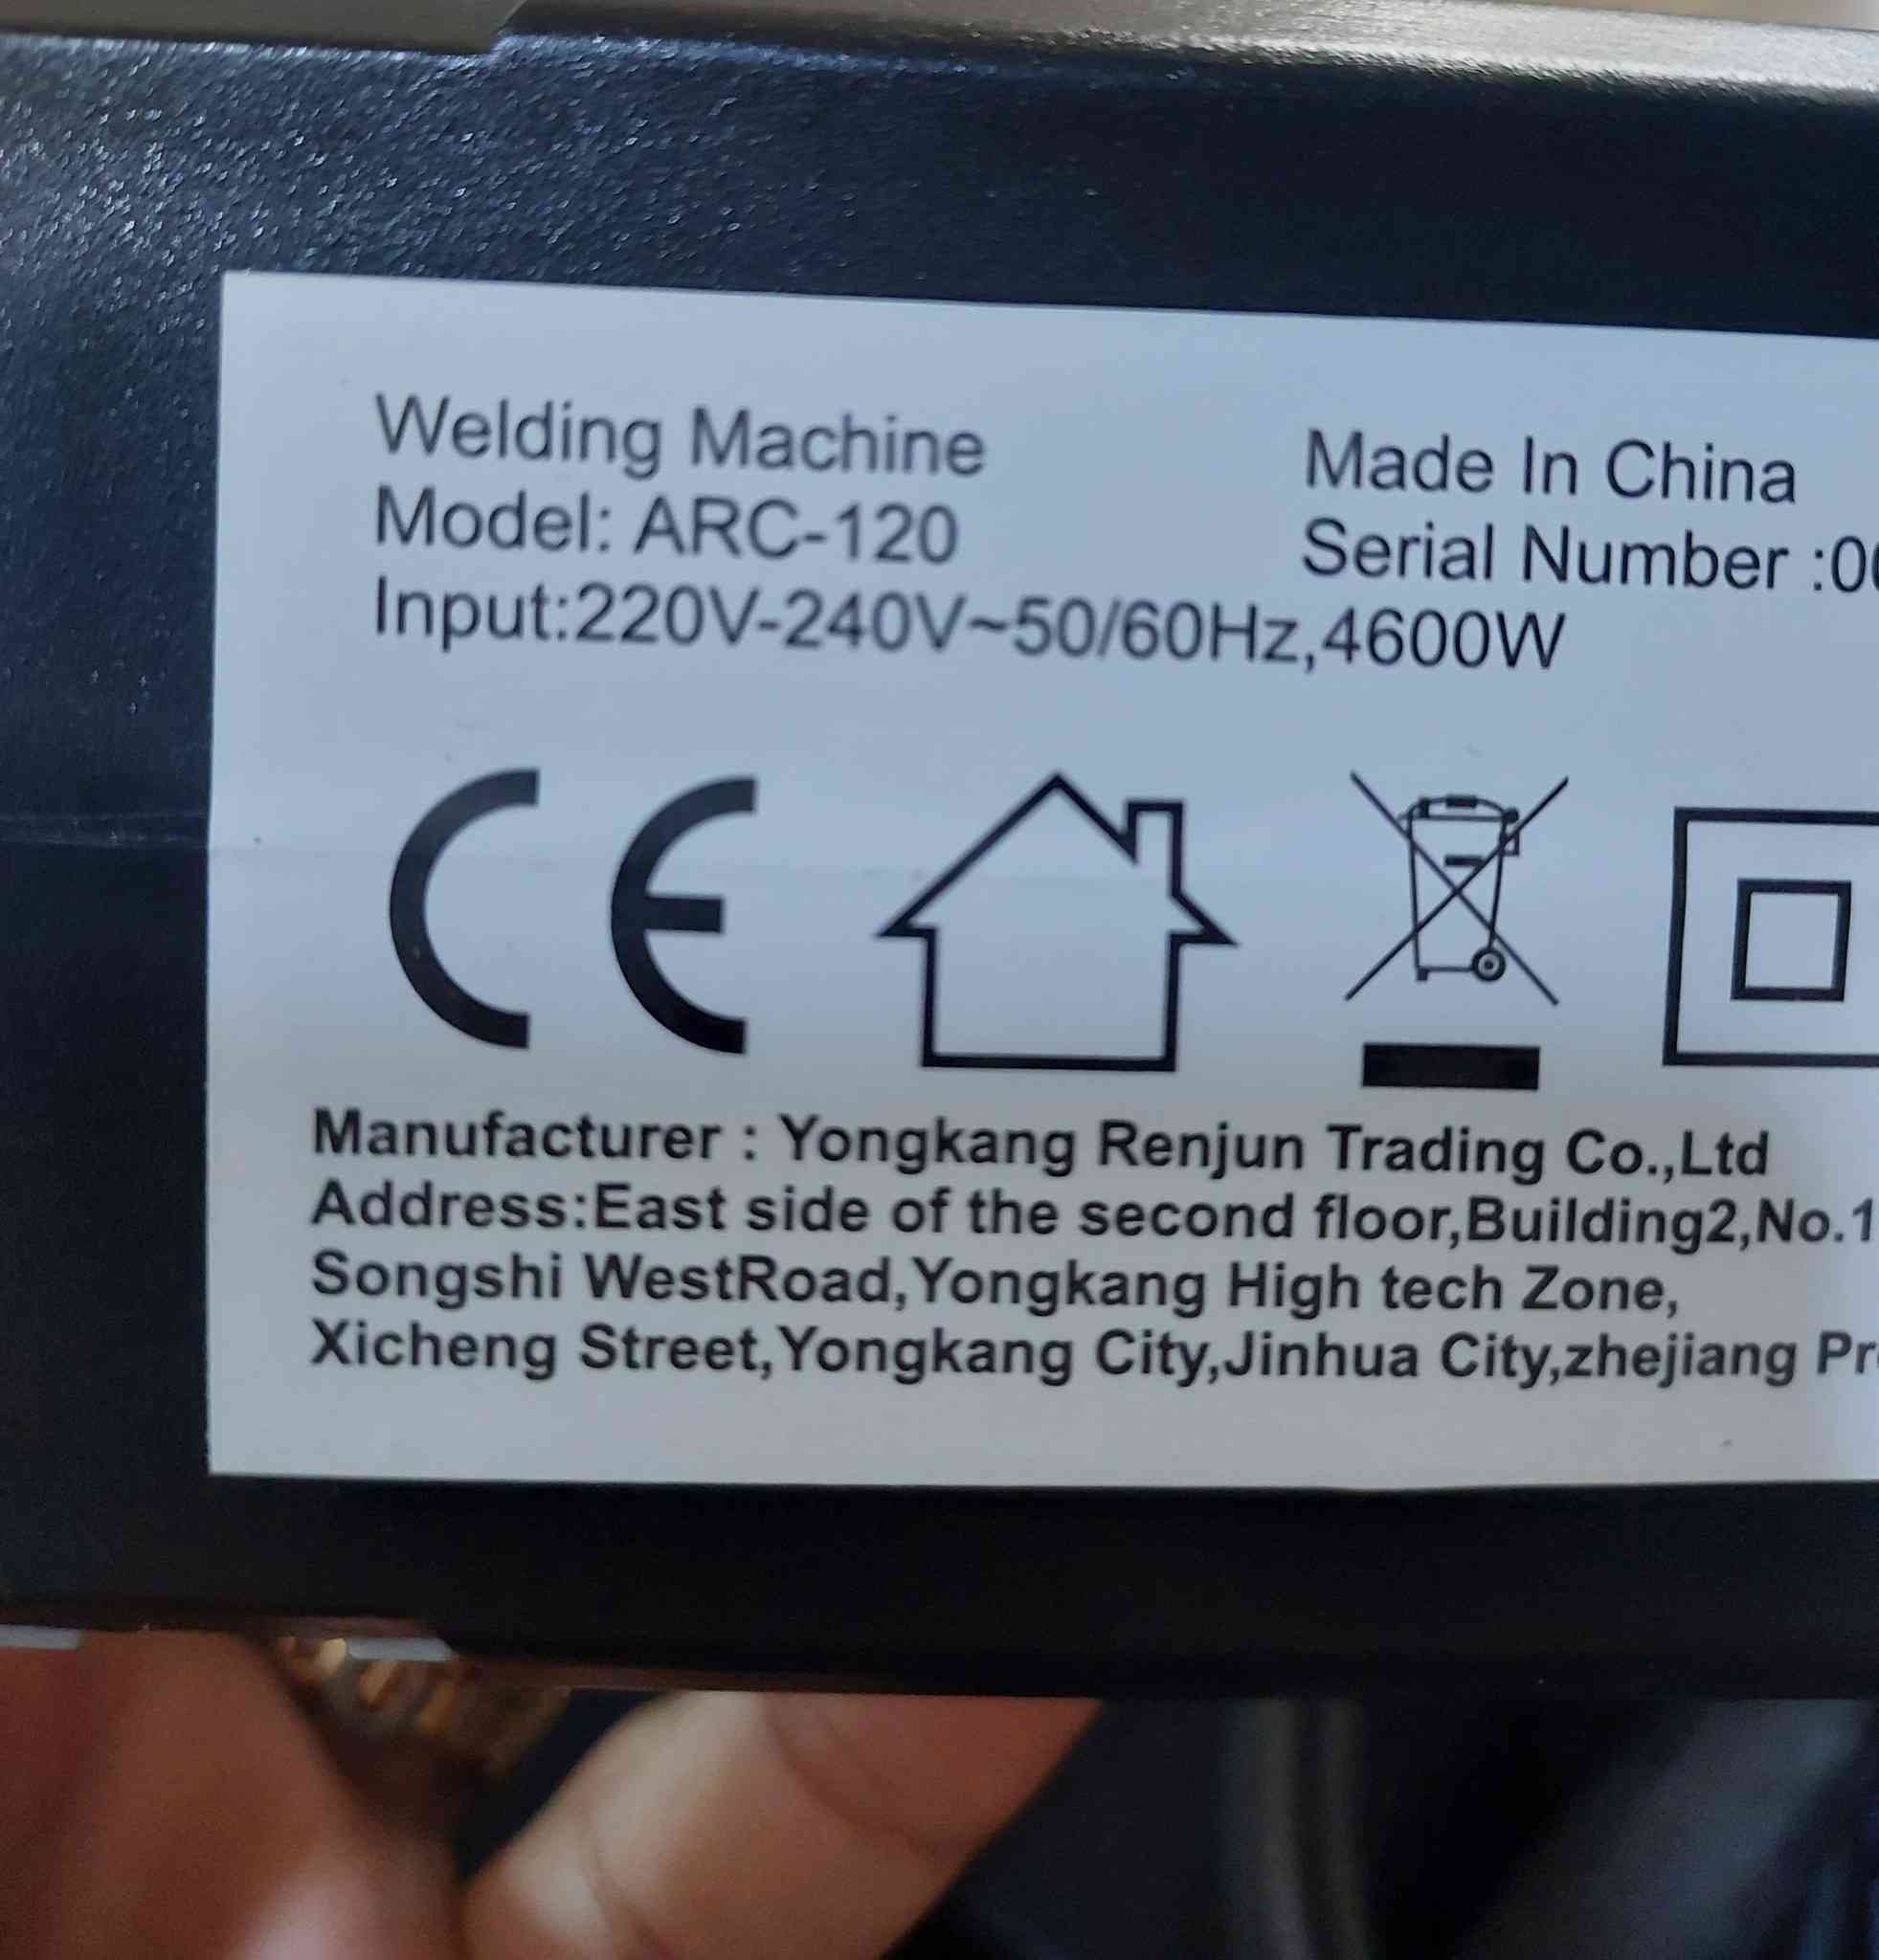 Welding Machine
Model: ARC-120
Input:220V-240V~50/60Hz,4600W
Made In China
Serial Number :0
CE
Manufacturer : Yongkang Renjun Trading Co.,Ltd
Address:East side of the second floor,Building2,No.1
Songshi WestRoad,Yongkang High tech Zone,
Xicheng Street,Yongkang City,Jinhua City,zhejiang Pr